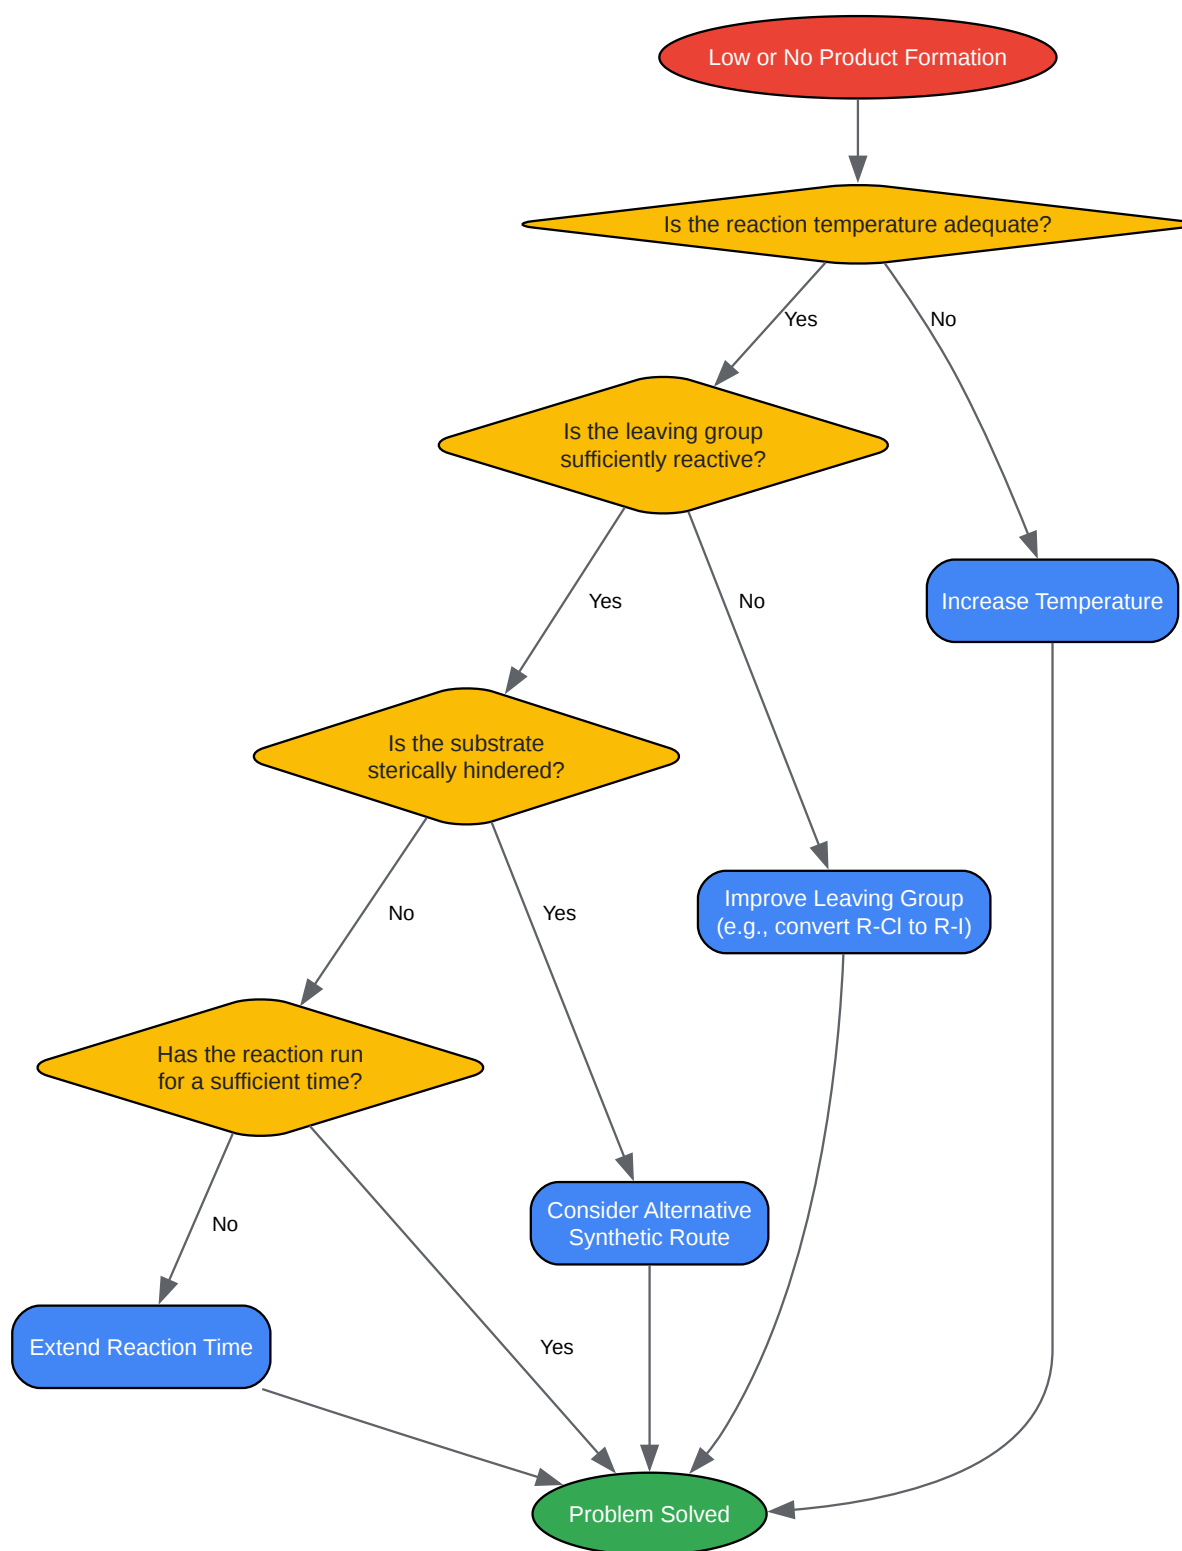 Low or No Product Formation
Is the reaction temperature adequate?
Yes
No
Is the leaving group
sufficiently reactive?
Yes
No
Increase Temperature
Is the substrate
sterically hindered?
No
Yes
Improve Leaving Group
(e.g., convert R-Cl to R-I)
Has the reaction run
for a sufficient time?
No
Yes
Consider Alternative
Synthetic Route
Extend Reaction Time
Problem Solved